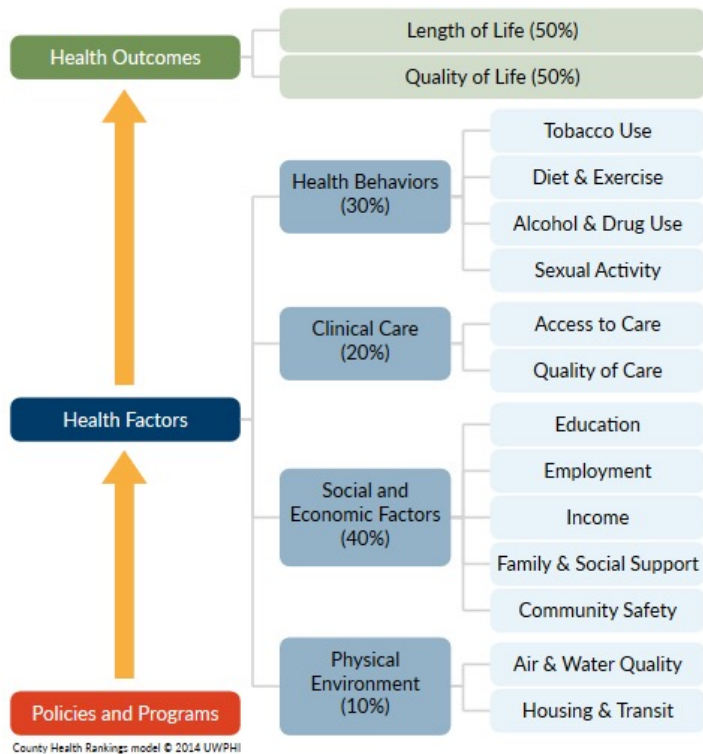 Health Outcomes
Length of Life (50%)
Quality of Life (50%)
Health Factors
Health Behaviors
(30%)
Tobacco Use
Diet & Exercise
Alcohol & Drug Use
Sexual Activity
Clinical Care
(20%)
Access to Care
Quality of Care
Social and
Economic Factors
(40%)
Education
Employment
Income
Family & Social Support
Community Safety
Physical
Environment
(10%)
Air & Water Quality
Housing & Transit
Policies and Programs
County Health Rankings model © 2014 UWPHI